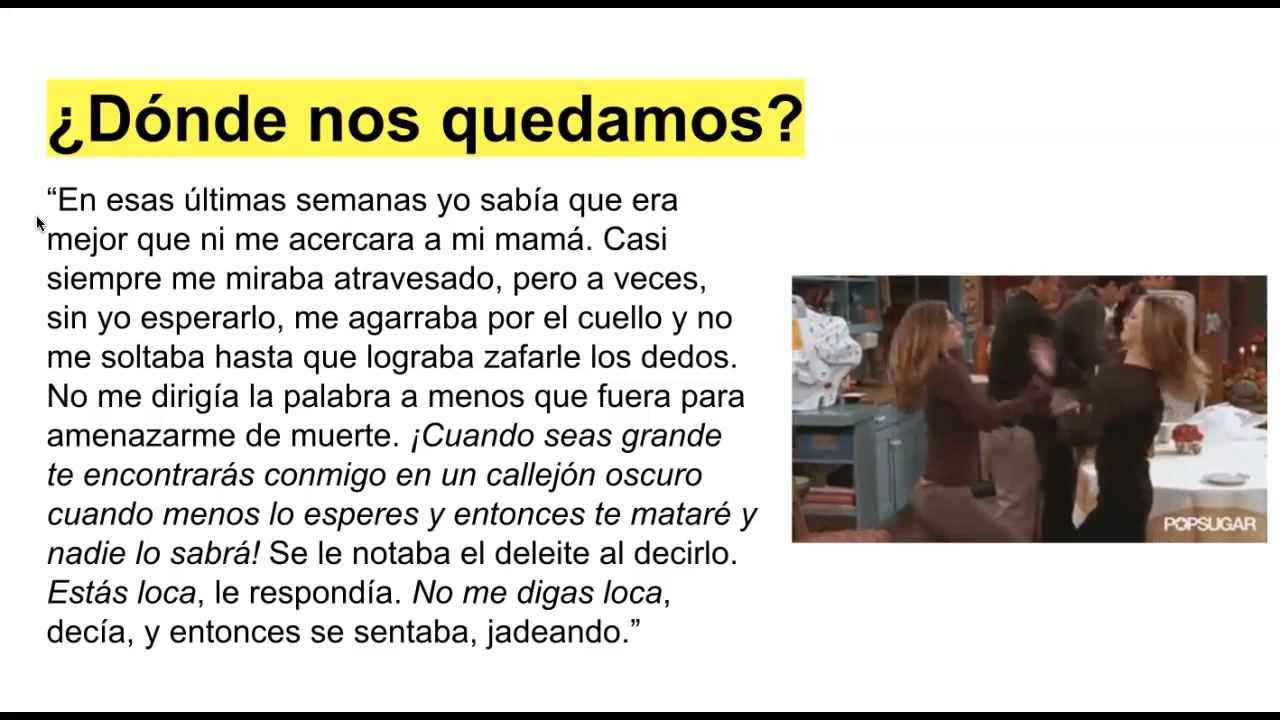 ¿Dónde nos quedamos?
“En esas últimas semanas yo sabía que era
mejor que ni me acercara a mi mamá. Casi
siempre me miraba atravesado, pero a veces,
sin yo esperarlo, me agarraba por el cuello y no
me soltaba hasta que lograba zafarle los dedos.
No me dirigía la palabra a menos que fuera para
amenazarme de muerte. ¡Cuando seas grande
te encontrarás conmigo en un callejón oscuro
cuando menos lo esperes y entonces te mataré y
nadie lo sabrá! Se le notaba el deleite al decirlo.
Estás loca, le respondía. No me digas loca,
decía, y entonces se sentaba, jadeando.”
POPSUGAR